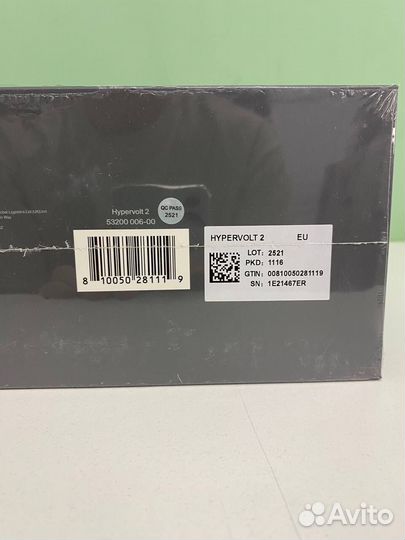 Hypervolt 2
53200 006-00
QC PASS
2521
8 10050 28111 9
HYPERVOLT 2 EU
LOT: 2521
PKD: 1116
GTIN: 00810050281119
SN: 1E21467ER
Avito